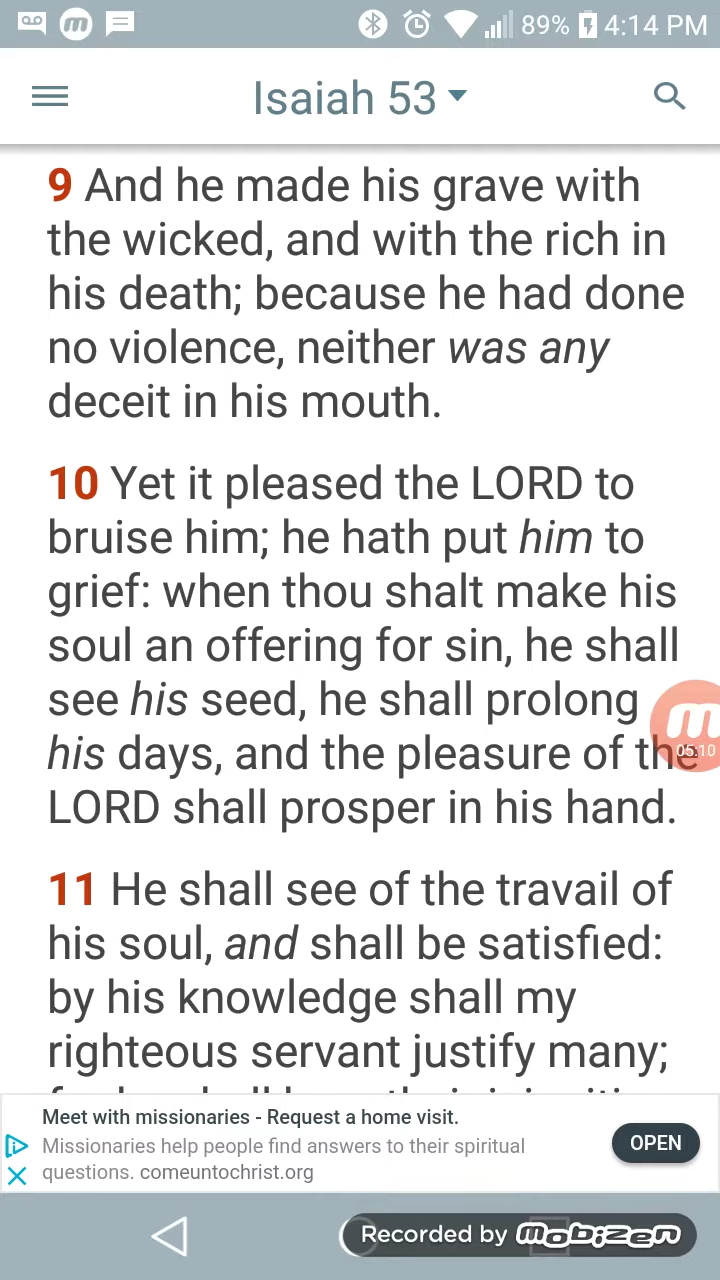 89% 4:14 PM
Isaiah 53
9 And he made his grave with
the wicked, and with the rich in
his death; because he had done
no violence, neither was any
deceit in his mouth.
10 Yet it pleased the LORD to
bruise him; he hath put him to
grief: when thou shalt make his
soul an offering for sin, he shall
see his seed, he shall prolong
his days, and the pleasure of the
LORD shall prosper in his hand.
m
05:10
11 He shall see of the travail of
his soul, and shall be satisfied:
by his knowledge shall my
righteous servant justify many;
Meet with missionaries - Request a home visit.
Missionaries help people find answers to their spiritual
questions. comeuntochrist.org
OPEN
Recorded by mobizen